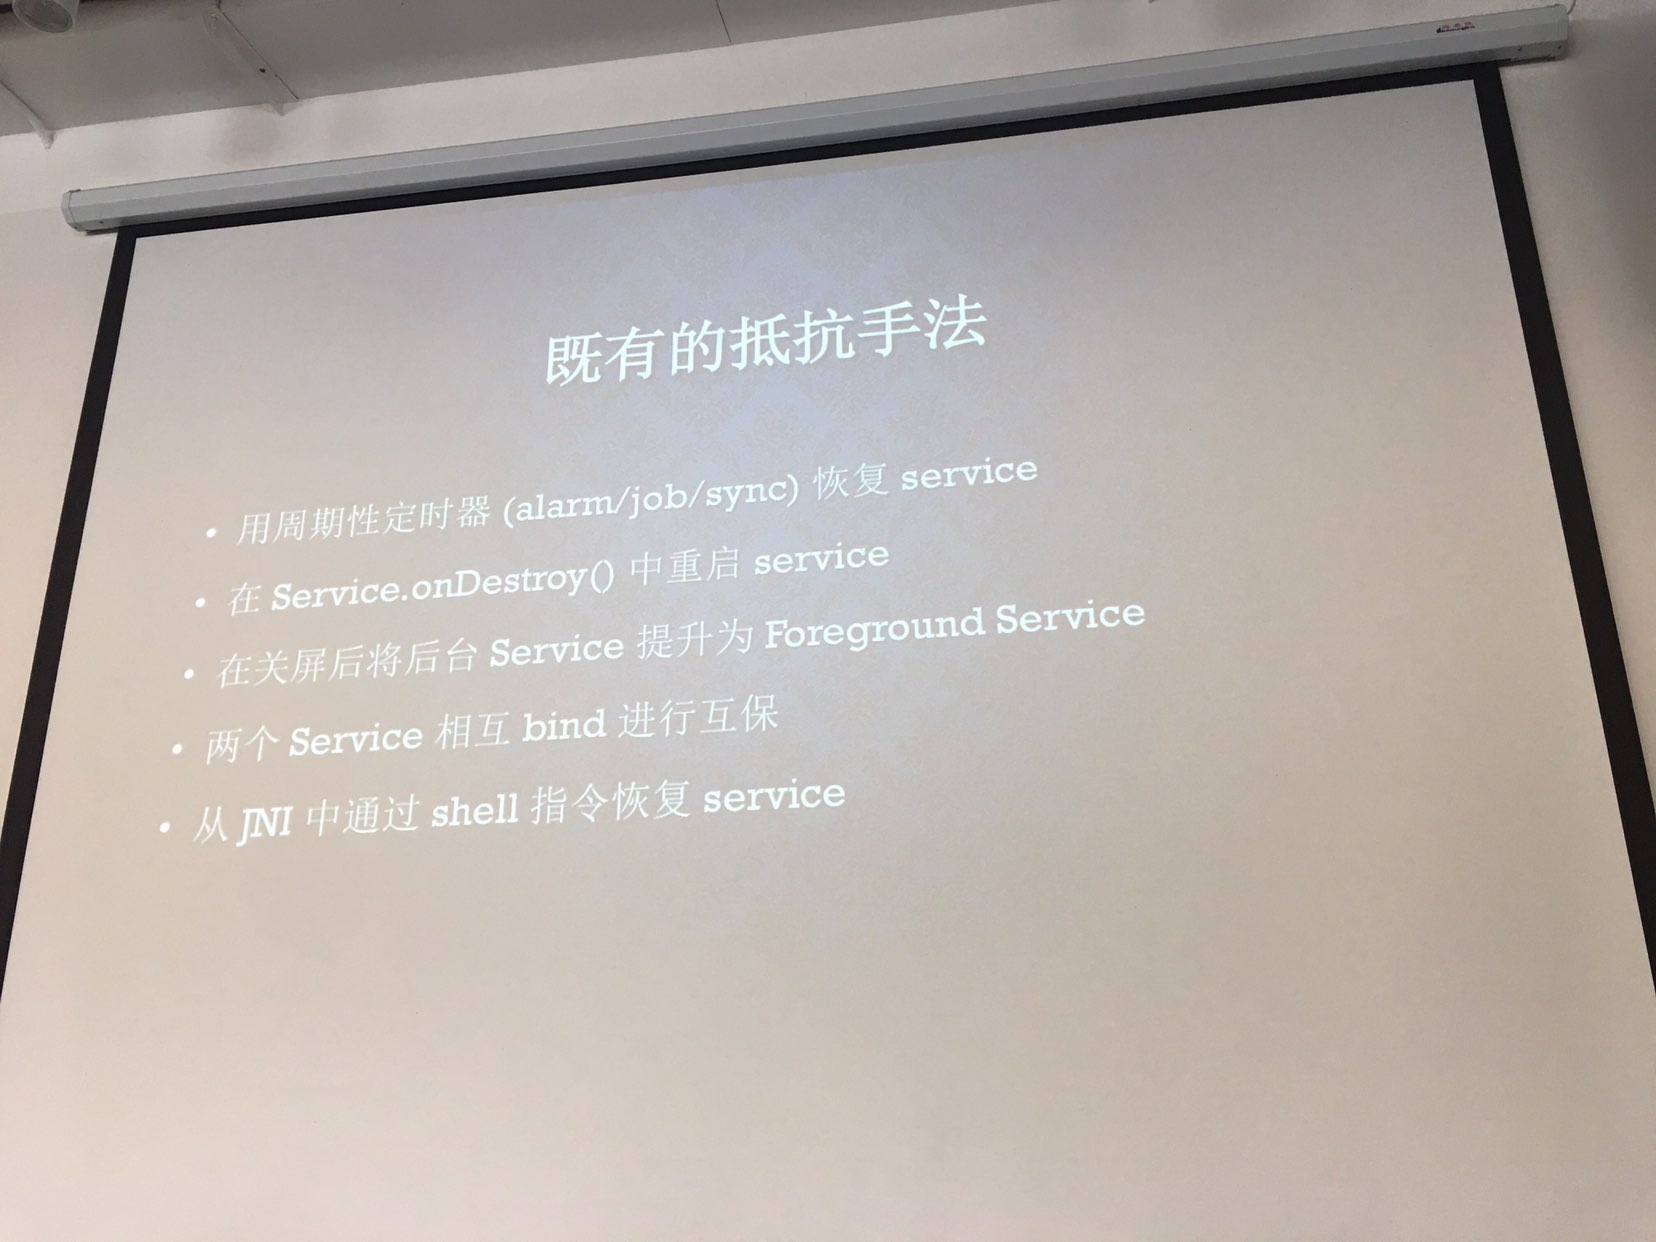 既有的抵抗手法
• 用周期性定时器 (alarm/job/sync) 恢复 service
• 在 Service.onDestroy() 中重启 service
• 在关屏后将后台 Service 提升为 Foreground Service
• 两个 Service 相互 bind 进行互保
• 从 JNI 中通过 shell 指令恢复 service